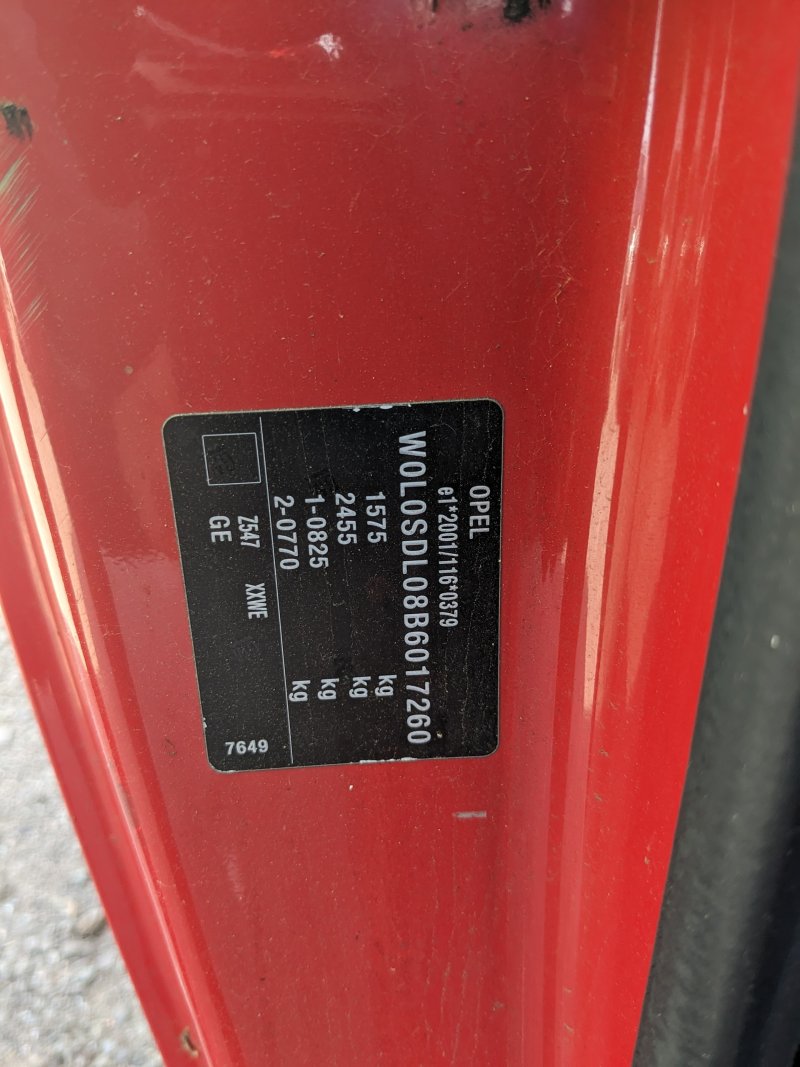 OPEL
e1*2001/116*0379
W0L0SDL08B6017260
1575 kg
2455 kg
1-0825 kg
2-0770 kg
Z547 XXWE
GE
7649